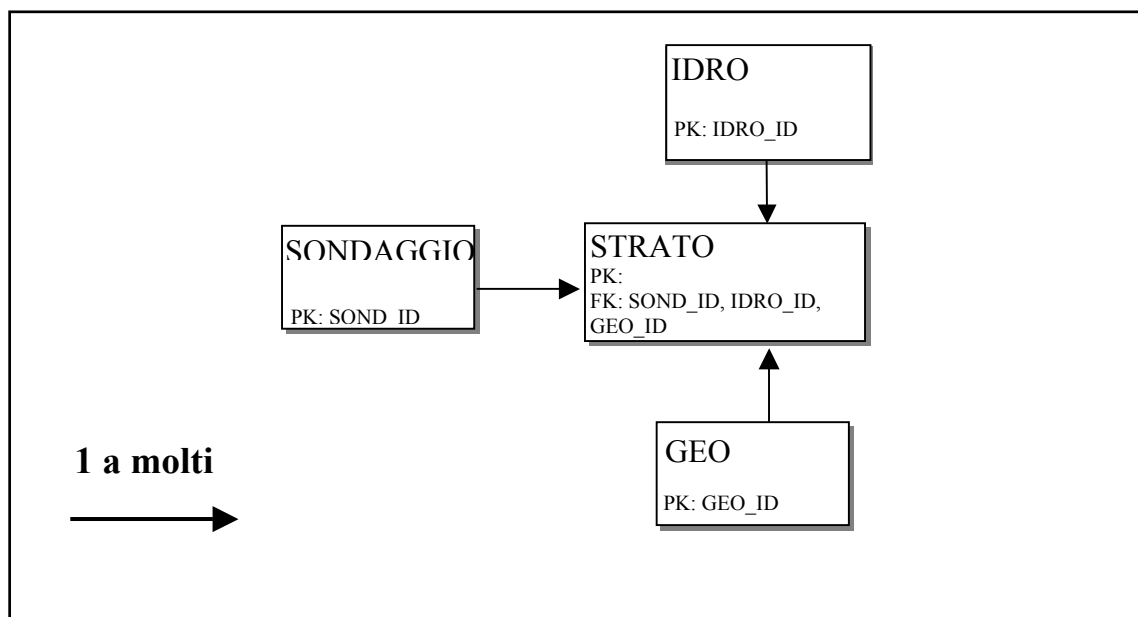 IDRO
PK: IDRO_ID
SONDAGGIO
PK: SOND_ID
STRATO
PK:
FK: SOND_ID, IDRO_ID,
GEO_ID
GEO
PK: GEO_ID
1 a molti